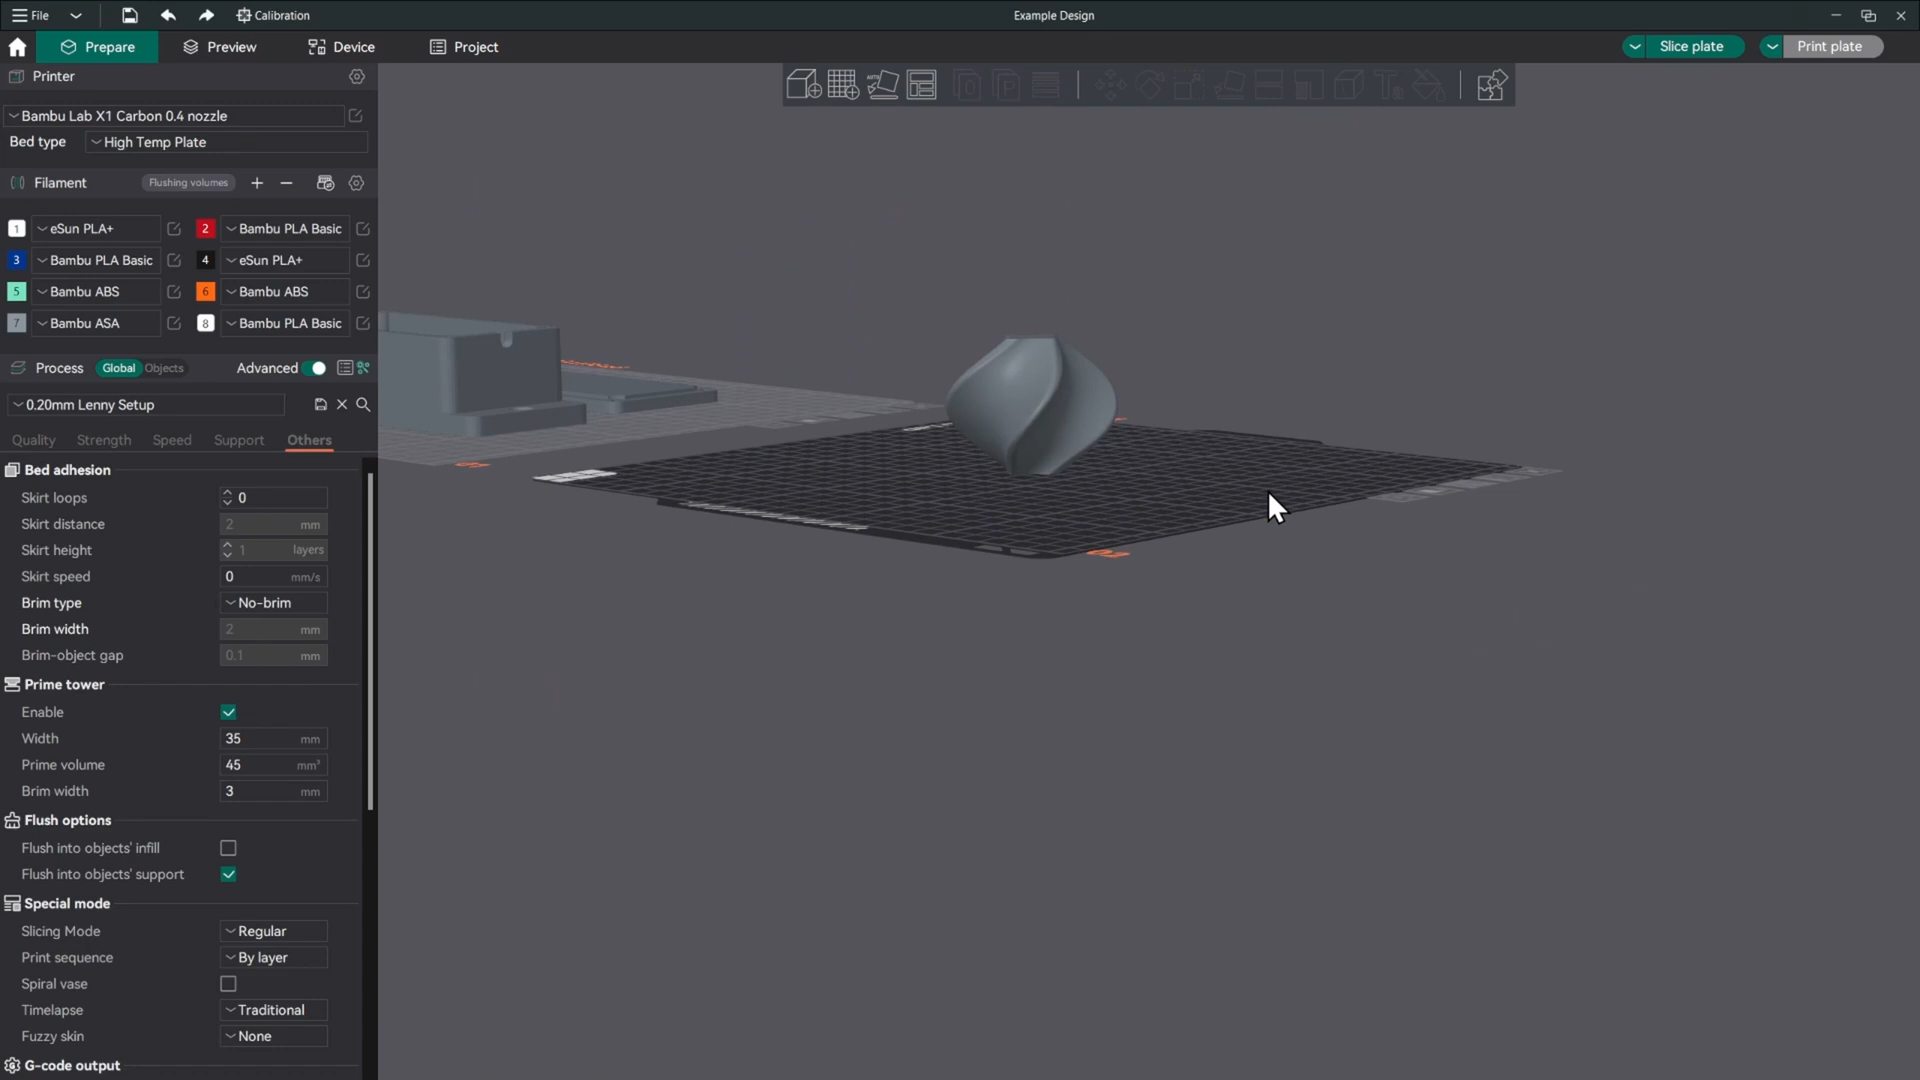 File Calibration Example Design
Prepare Preview Device Project Slice plate Print plate
Printer
Bambu Lab X1 Carbon 0.4 nozzle
Bed type High Temp Plate
Filament Flushing volumes
1 eSun PLA+ 2 Bambu PLA Basic
3 Bambu PLA Basic 4 eSun PLA+
5 Bambu ABS 6 Bambu ABS
7 Bambu ASA 8 Bambu PLA Basic
Process Global Objects Advanced
0.20mm Lenny Setup
Quality Strength Speed Support Others
Bed adhesion
Skirt loops 0
Skirt distance 2 mm
Skirt height 1 layers
Skirt speed 0 mm/s
Brim type No-brim
Brim width 2 mm
Brim-object gap 0.1 mm
Prime tower
Enable
Width 35 mm
Prime volume 45 mm³
Brim width 3 mm
Flush options
Flush into objects' infill
Flush into objects' support
Special mode
Slicing Mode Regular
Print sequence By layer
Spiral vase
Timelapse Traditional
Fuzzy skin None
G-code output